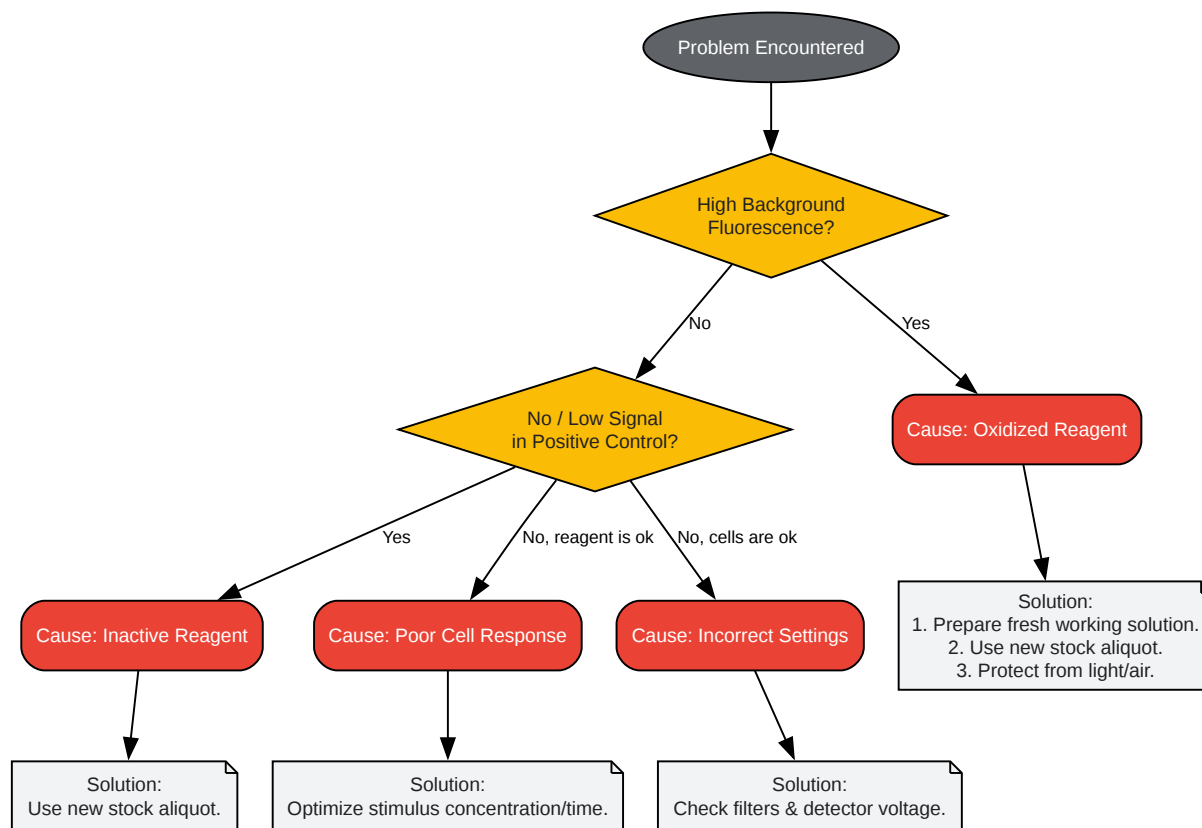 Problem Encountered
High Background
Fluorescence?
No
Yes
No / Low Signal
in Positive Control?
Cause: Oxidized Reagent
Yes
No, reagent is ok
No, cells are ok
Solution:
1. Prepare fresh working solution.
2. Use new stock aliquot.
3. Protect from light/air.
Cause: Inactive Reagent
Cause: Poor Cell Response
Cause: Incorrect Settings
Solution:
Use new stock aliquot.
Solution:
Optimize stimulus concentration/time.
Solution:
Check filters & detector voltage.